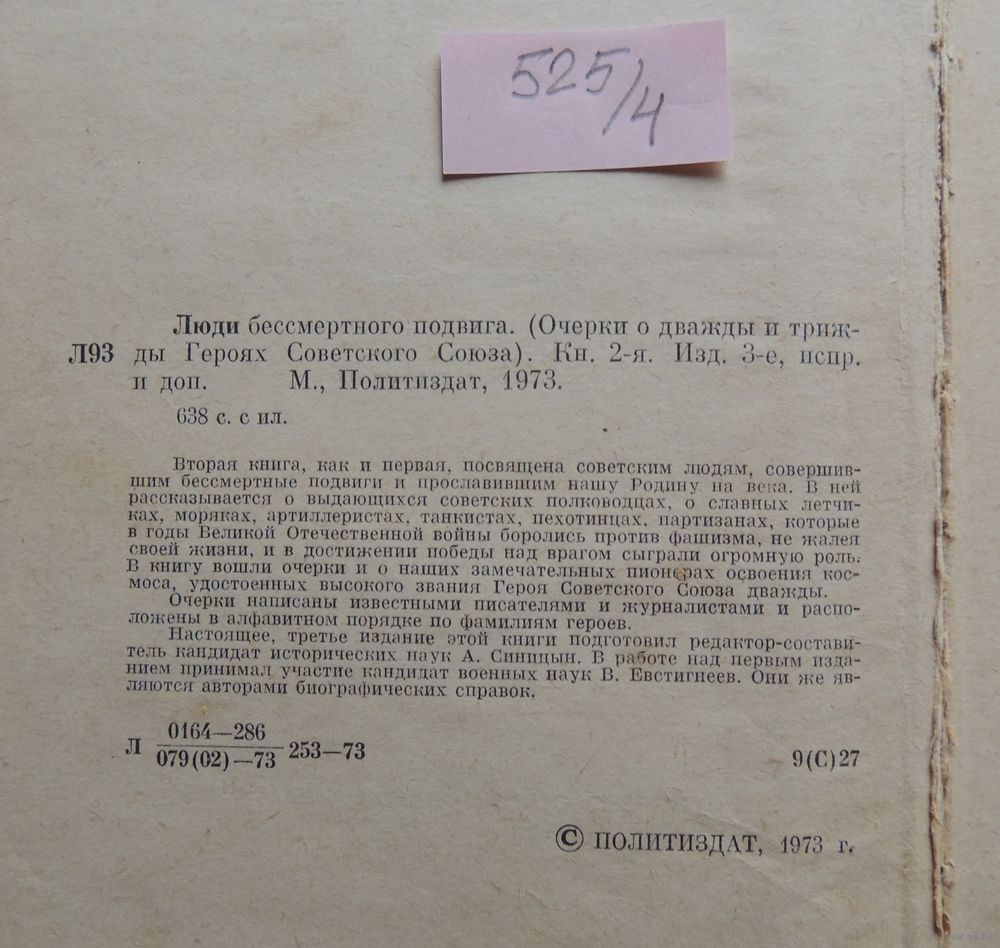 525/4
Люди бессмертного подвига. (Очерки о дважды и триж-
Л93 ды Героях Советского Союза). Кн. 2-я. Изд. 3-е, испр.
и доп. М., Политиздат, 1973.
638 с. с ил.
Вторая книга, как и первая, посвящена советским людям, совершив-
шим бессмертные подвиги и прославившим нашу Родину на века. В ней
рассказывается о выдающихся советских полководцах, о славных летчи-
ках, моряках, артиллеристах, танкистах, пехотинцах, партизанах, которые
в годы Великой Отечественной войны боролись против фашизма, не жалея
своей жизни, и в достижении победы над врагом сыграли огромную роль.
В книгу вошли очерки и о наших замечательных пионерах освоения кос-
моса, удостоенных высокого звания Героя Советского Союза дважды.
Очерки написаны известными писателями и журналистами и распо-
ложены в алфавитном порядке по фамилиям героев.
Настоящее, третье издание этой книги подготовил редактор-состави-
тель кандидат исторических наук А. Синицын. В работе над первым изда-
нием принимал участие кандидат военных наук В. Евстигнеев. Они же яв-
ляются авторами биографических справок.
0164—286
Л 079(02)—73 253—73
9(С)27
© ПОЛИТИЗДАТ, 1973 г.